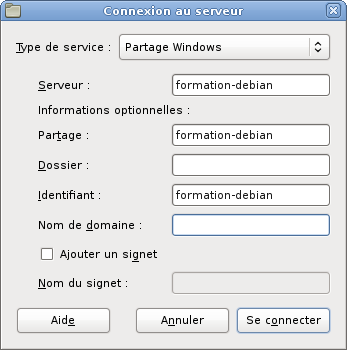 Connexion au serveur
Type de service : Partage Windows
Serveur : formation-debian
Informations optionnelles :
Partage : formation-debian
Dossier :
Identifiant : formation-debian
Nom de domaine :
Ajouter un signet
Nom du signet :
Aide Annuler Se connecter